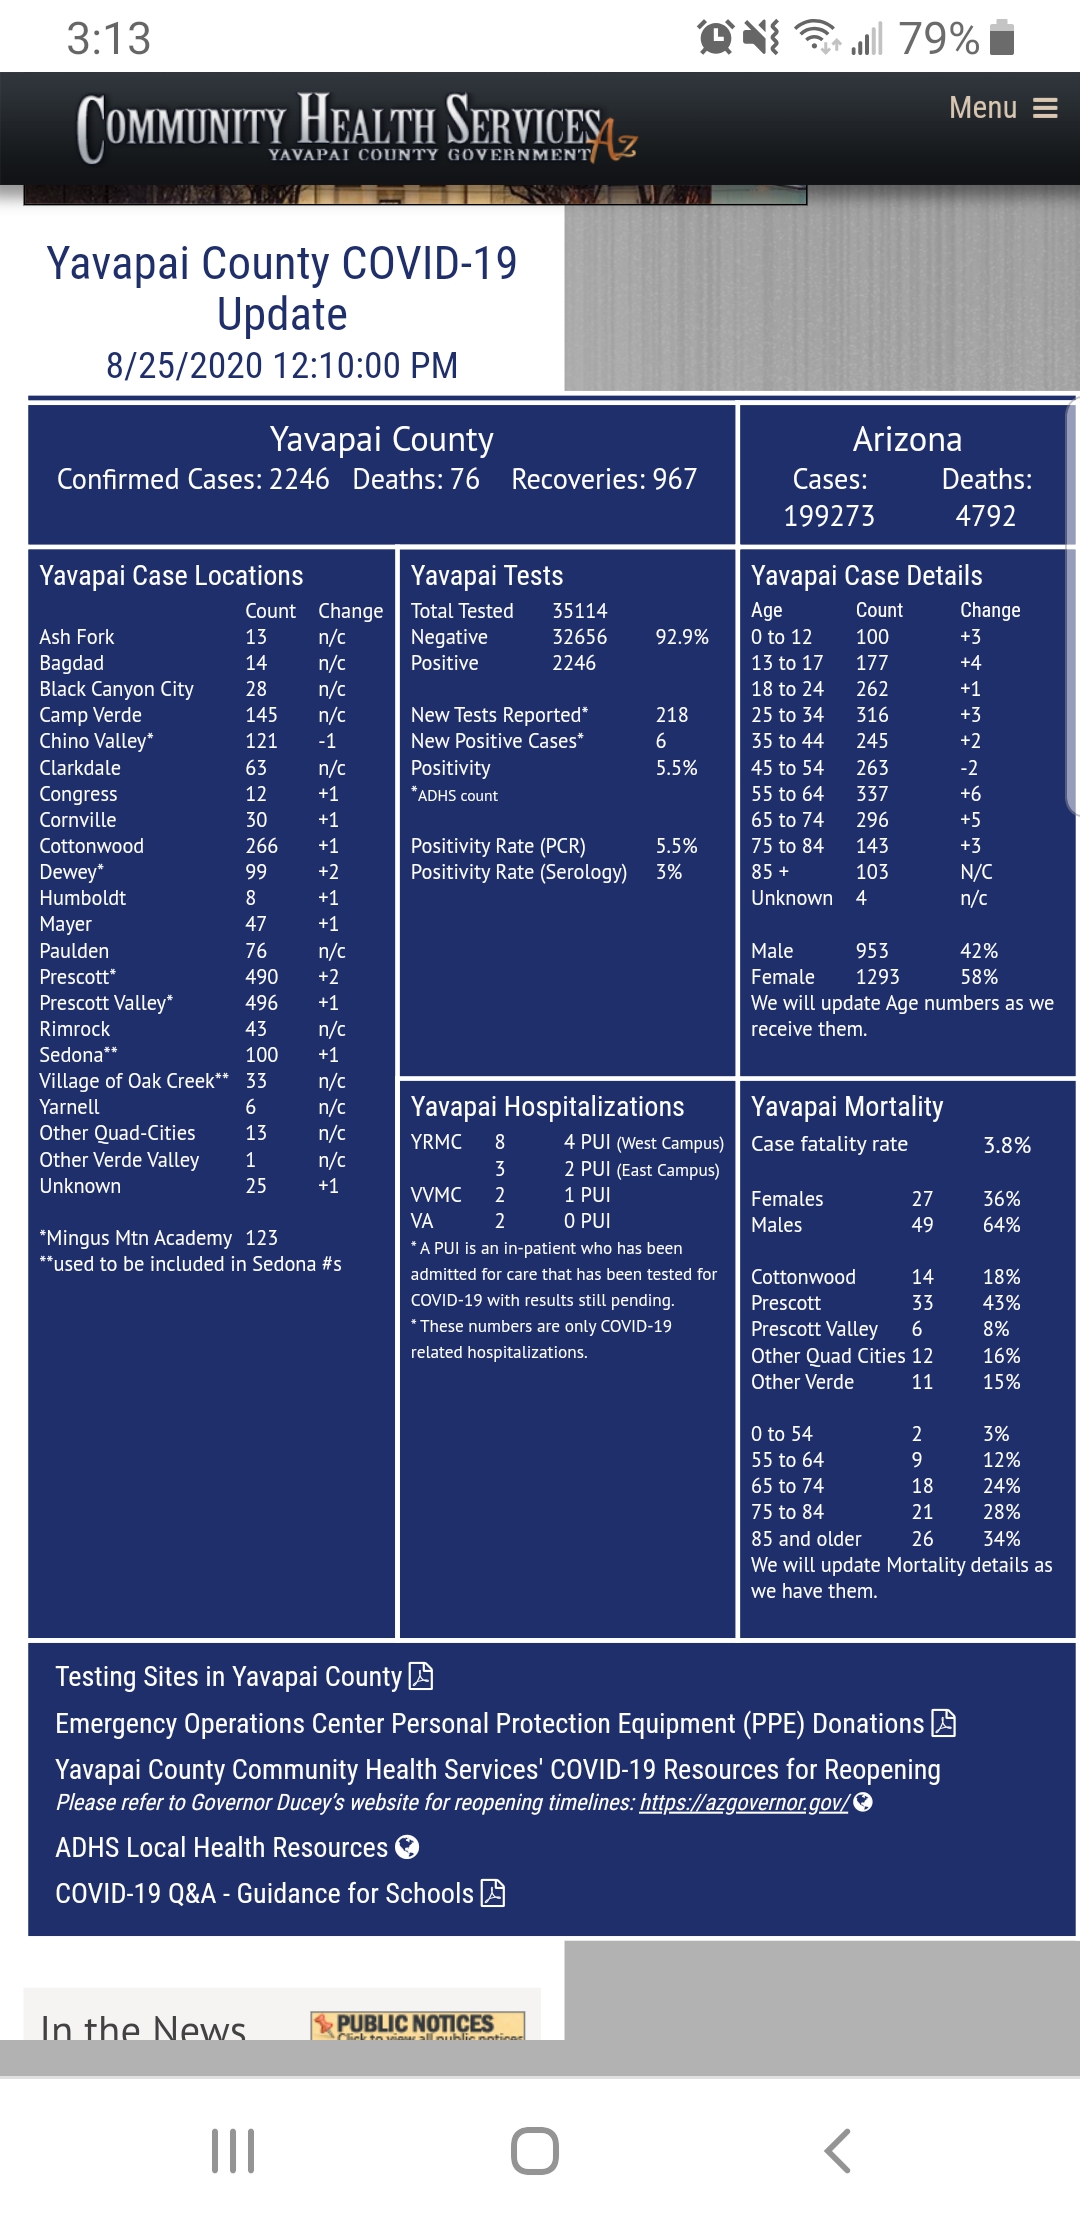 3:13 79%
COMMUNITY HEALTH SERVICES AZ
YAVAPAI COUNTY GOVERNMENT
Menu
Yavapai County COVID-19
Update
8/25/2020 12:10:00 PM
Yavapai County
Confirmed Cases: 2246 Deaths: 76 Recoveries: 967
Arizona
Cases: Deaths:
199273 4792
Yavapai Case Locations
Count Change
Ash Fork 13 n/c
Bagdad 14 n/c
Black Canyon City 28 n/c
Camp Verde 145 n/c
Chino Valley* 121 -1
Clarkdale 63 n/c
Congress 12 +1
Cornville 30 +1
Cottonwood 266 +1
Dewey* 99 +2
Humboldt 8 +1
Mayer 47 +1
Paulden 76 n/c
Prescott* 490 +2
Prescott Valley* 496 +1
Rimrock 43 n/c
Sedona** 100 +1
Village of Oak Creek** 33 n/c
Yarnell 6 n/c
Other Quad-Cities 13 n/c
Other Verde Valley 1 n/c
Unknown 25 +1
*Mingus Mtn Academy 123
**used to be included in Sedona #s
Yavapai Tests
Total Tested 35114
Negative 32656 92.9%
Positive 2246
New Tests Reported* 218
New Positive Cases* 6
Positivity 5.5%
*ADHS count
Positivity Rate (PCR) 5.5%
Positivity Rate (Serology) 3%
Yavapai Case Details
Age Count Change
0 to 12 100 +3
13 to 17 177 +4
18 to 24 262 +1
25 to 34 316 +3
35 to 44 245 +2
45 to 54 263 -2
55 to 64 337 +6
65 to 74 296 +5
75 to 84 143 +3
85 + 103 N/C
Unknown 4 n/c
Male 953 42%
Female 1293 58%
We will update Age numbers as we
receive them.
Yavapai Hospitalizations
YRMC 8 4 PUI (West Campus)
3 2 PUI (East Campus)
VVMC 2 1 PUI
VA 2 0 PUI
* A PUI is an in-patient who has been
admitted for care that has been tested for
COVID-19 with results still pending.
* These numbers are only COVID-19
related hospitalizations.
Yavapai Mortality
Case fatality rate 3.8%
Females 27 36%
Males 49 64%
Cottonwood 14 18%
Prescott 33 43%
Prescott Valley 6 8%
Other Quad Cities 12 16%
Other Verde 11 15%
0 to 54 2 3%
55 to 64 9 12%
65 to 74 18 24%
75 to 84 21 28%
85 and older 26 34%
We will update Mortality details as
we have them.
Testing Sites in Yavapai County
Emergency Operations Center Personal Protection Equipment (PPE) Donations
Yavapai County Community Health Services' COVID-19 Resources for Reopening
Please refer to Governor Ducey's website for reopening timelines: https://azgovernor.gov/
ADHS Local Health Resources
COVID-19 Q&A - Guidance for Schools
In the News
PUBLIC NOTICES
Click to view all public notices